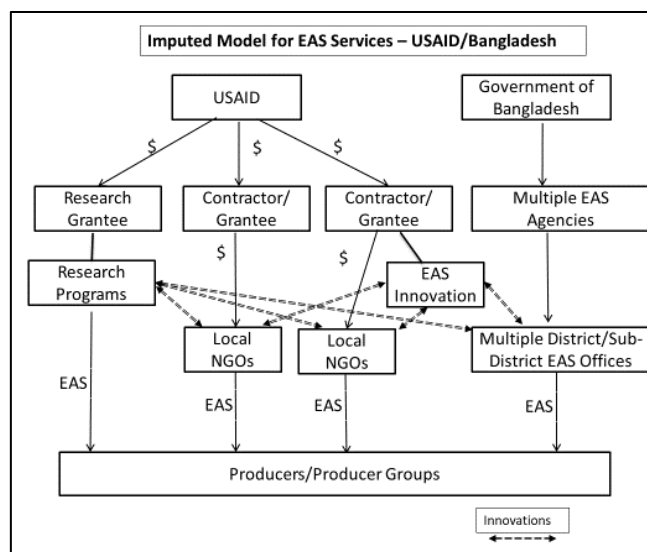 Imputed Model for EAS Services – USAID/Bangladesh
USAID
Government of
Bangladesh
$
$
$
Research
Grantee
Contractor/
Grantee
Contractor/
Grantee
Multiple EAS
Agencies
$
$
Research
Programs
EAS
Innovation
Local
NGOs
Local
NGOs
Multiple District/Sub-
District EAS Offices
EAS
EAS
EAS
EAS
Producers/Producer Groups
Innovations